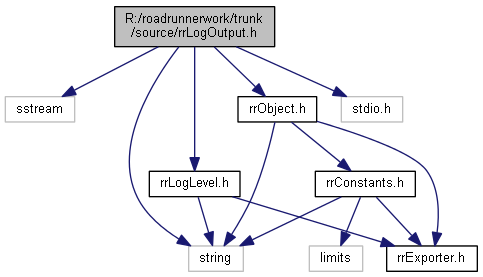 R:/roadrunnerwork/trunk
/source/rrLogOutput.h
sstream
rrObject.h
stdio.h
rrLogLevel.h
rrConstants.h
string
limits
rrExporter.h